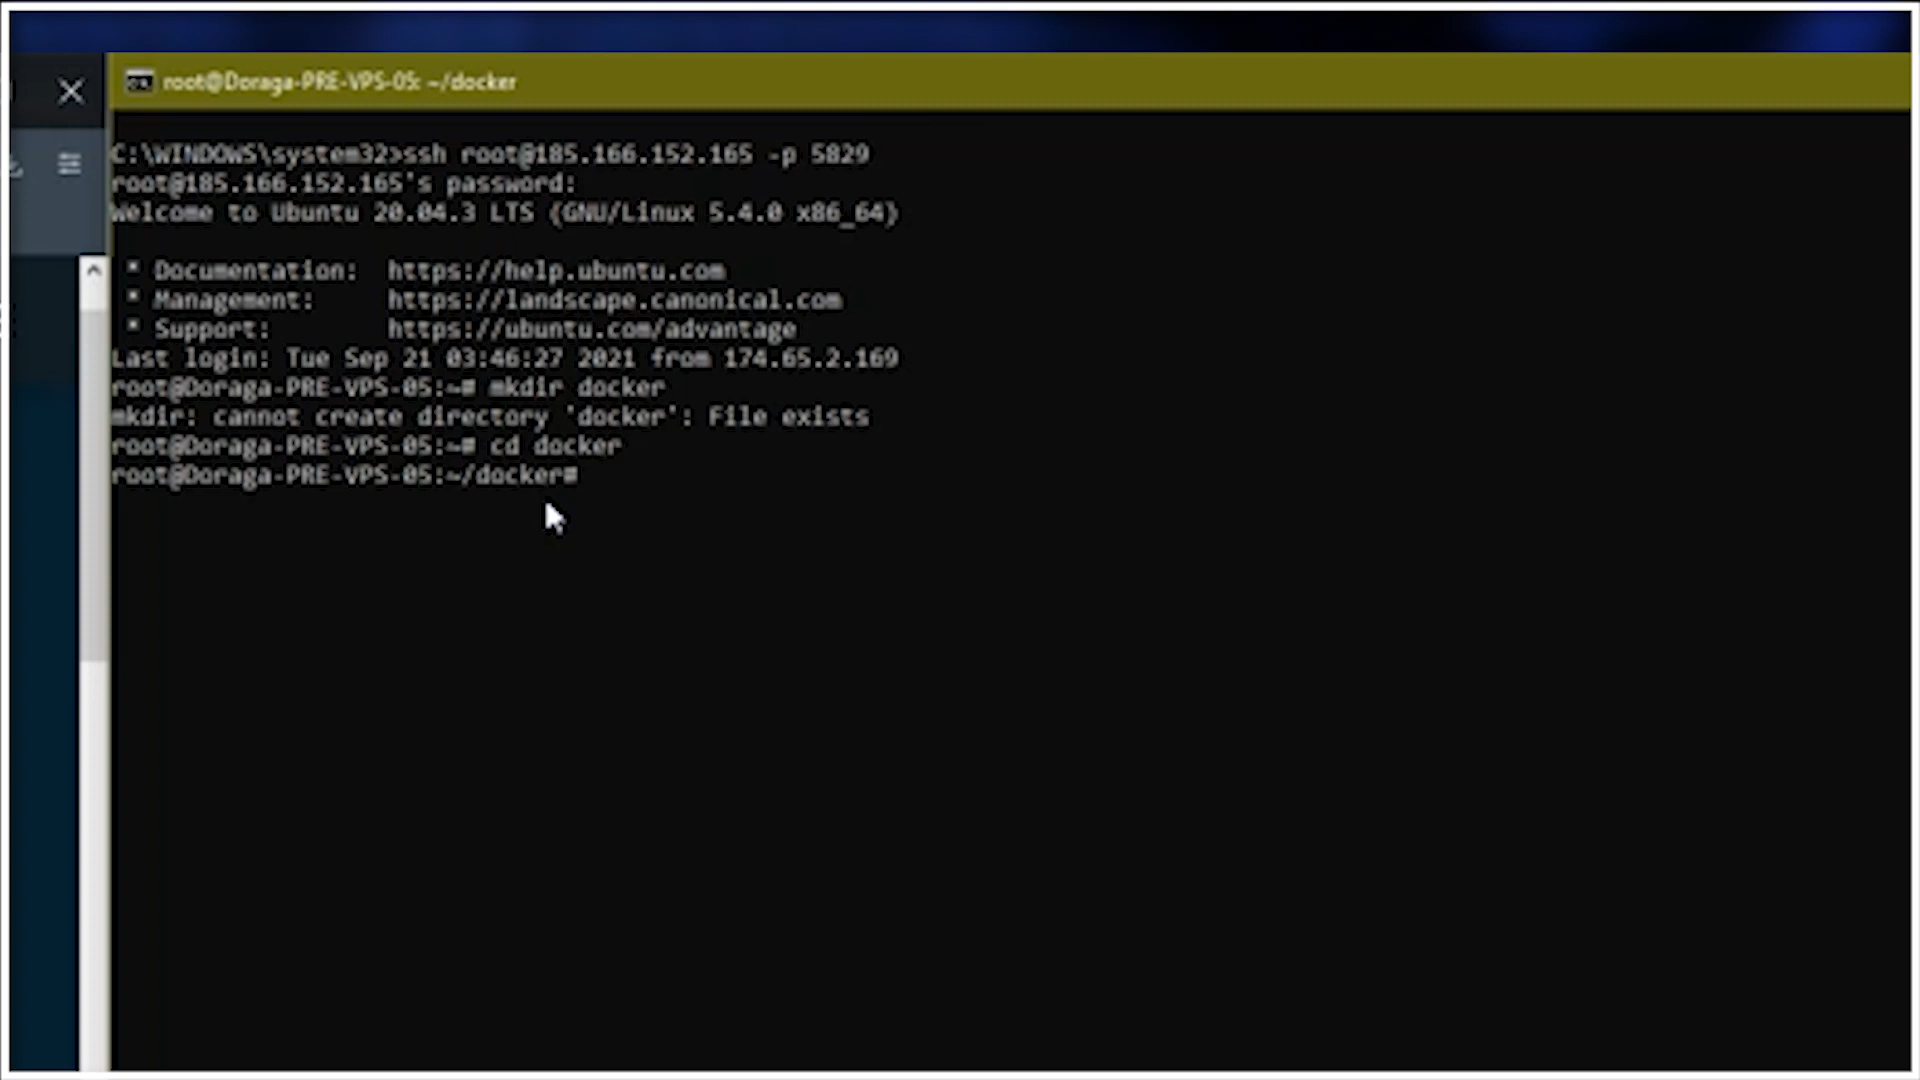 root@Doraga-PRE-VPS-05: ~/docker
C:\WINDOWS\system32>ssh root@185.166.152.165 -p 5829
root@185.166.152.165's password:
Welcome to Ubuntu 20.04.3 LTS (GNU/Linux 5.4.0 x86_64)
* Documentation:  https://help.ubuntu.com
* Management:     https://landscape.canonical.com
* Support:        https://ubuntu.com/advantage
Last login: Tue Sep 21 03:46:27 2021 from 174.65.2.169
root@Doraga-PRE-VPS-05:~# mkdir docker
mkdir: cannot create directory 'docker': File exists
root@Doraga-PRE-VPS-05:~# cd docker
root@Doraga-PRE-VPS-05:~/docker#